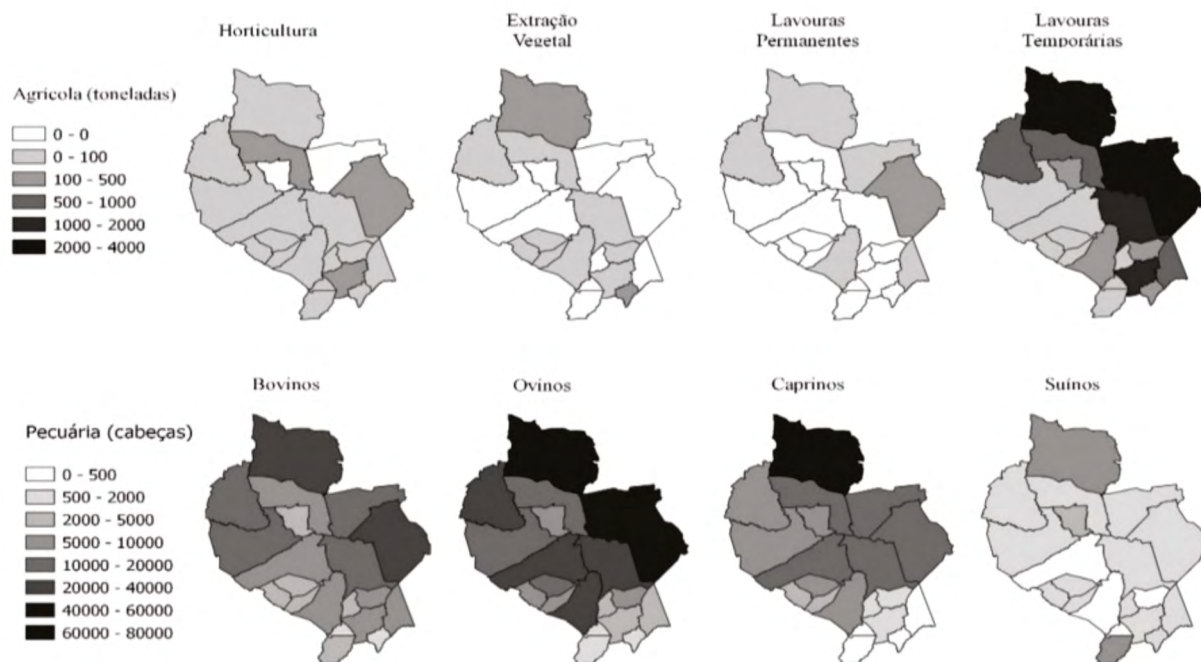 Horticultura
Extração
Vegetal
Lavouras
Permanentes
Lavouras
Temporárias
Agrícola (toneladas)
0 - 0
0 - 100
100 - 500
500 - 1000
1000 - 2000
2000 - 4000
Bovinos
Ovinos
Caprinos
Suínos
Pecuária (cabeças)
0 - 500
500 - 2000
2000 - 5000
5000 - 10000
10000 - 20000
20000 - 40000
40000 - 60000
60000 - 80000